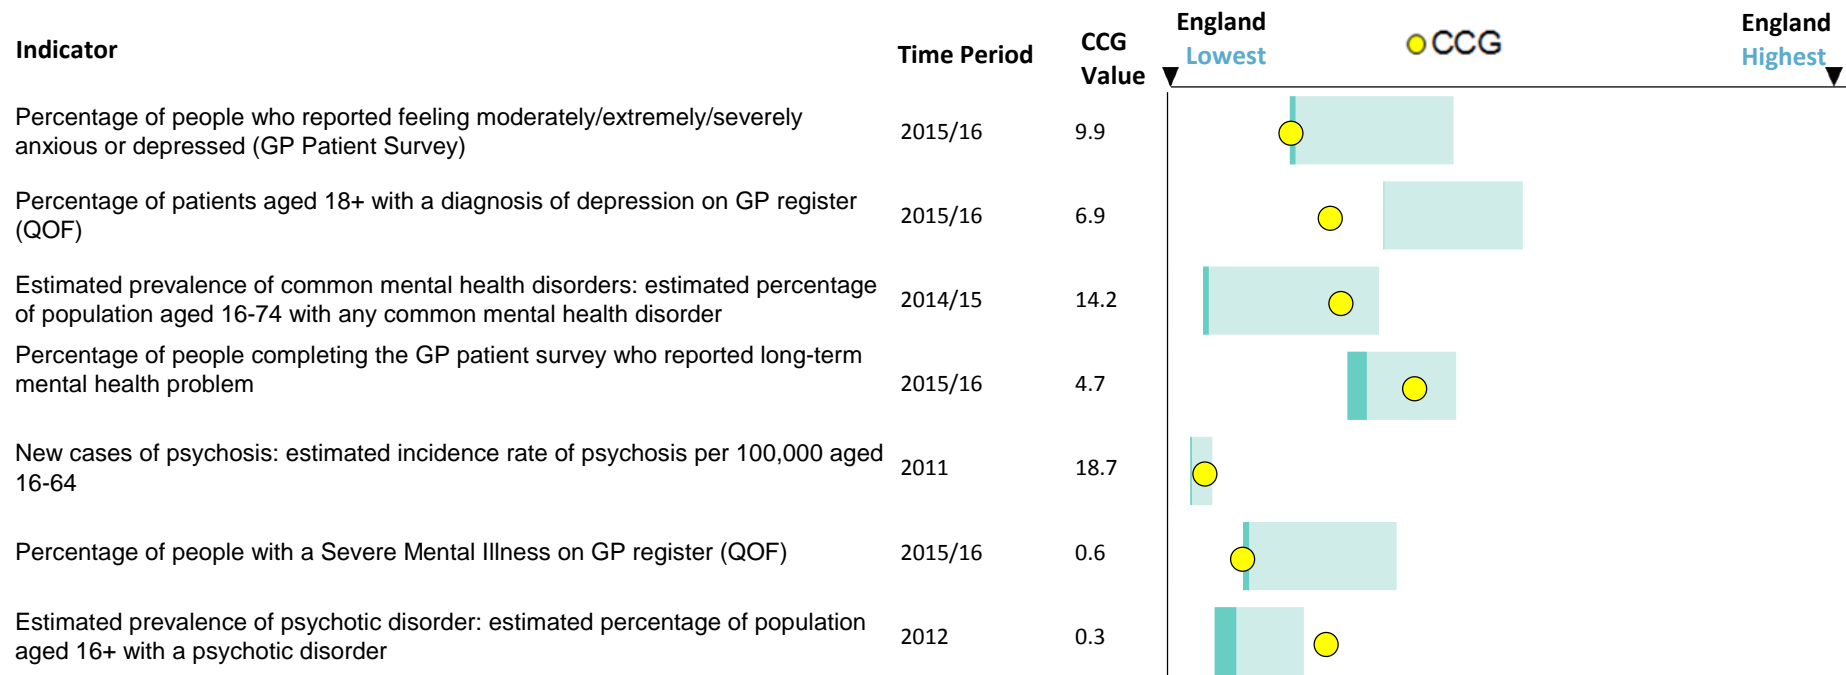 Indicator
Time Period
CCG
Value
England
Lowest
CCG
England
Highest
Percentage of people who reported feeling moderately/extremely/severely
anxious or depressed (GP Patient Survey)
2015/16
9.9
Percentage of patients aged 18+ with a diagnosis of depression on GP register
(QOF)
2015/16
6.9
Estimated prevalence of common mental health disorders: estimated percentage
of population aged 16-74 with any common mental health disorder
2014/15
14.2
Percentage of people completing the GP patient survey who reported long-term
mental health problem
2015/16
4.7
New cases of psychosis: estimated incidence rate of psychosis per 100,000 aged
16-64
2011
18.7
Percentage of people with a Severe Mental Illness on GP register (QOF)
2015/16
0.6
Estimated prevalence of psychotic disorder: estimated percentage of population
aged 16+ with a psychotic disorder
2012
0.3